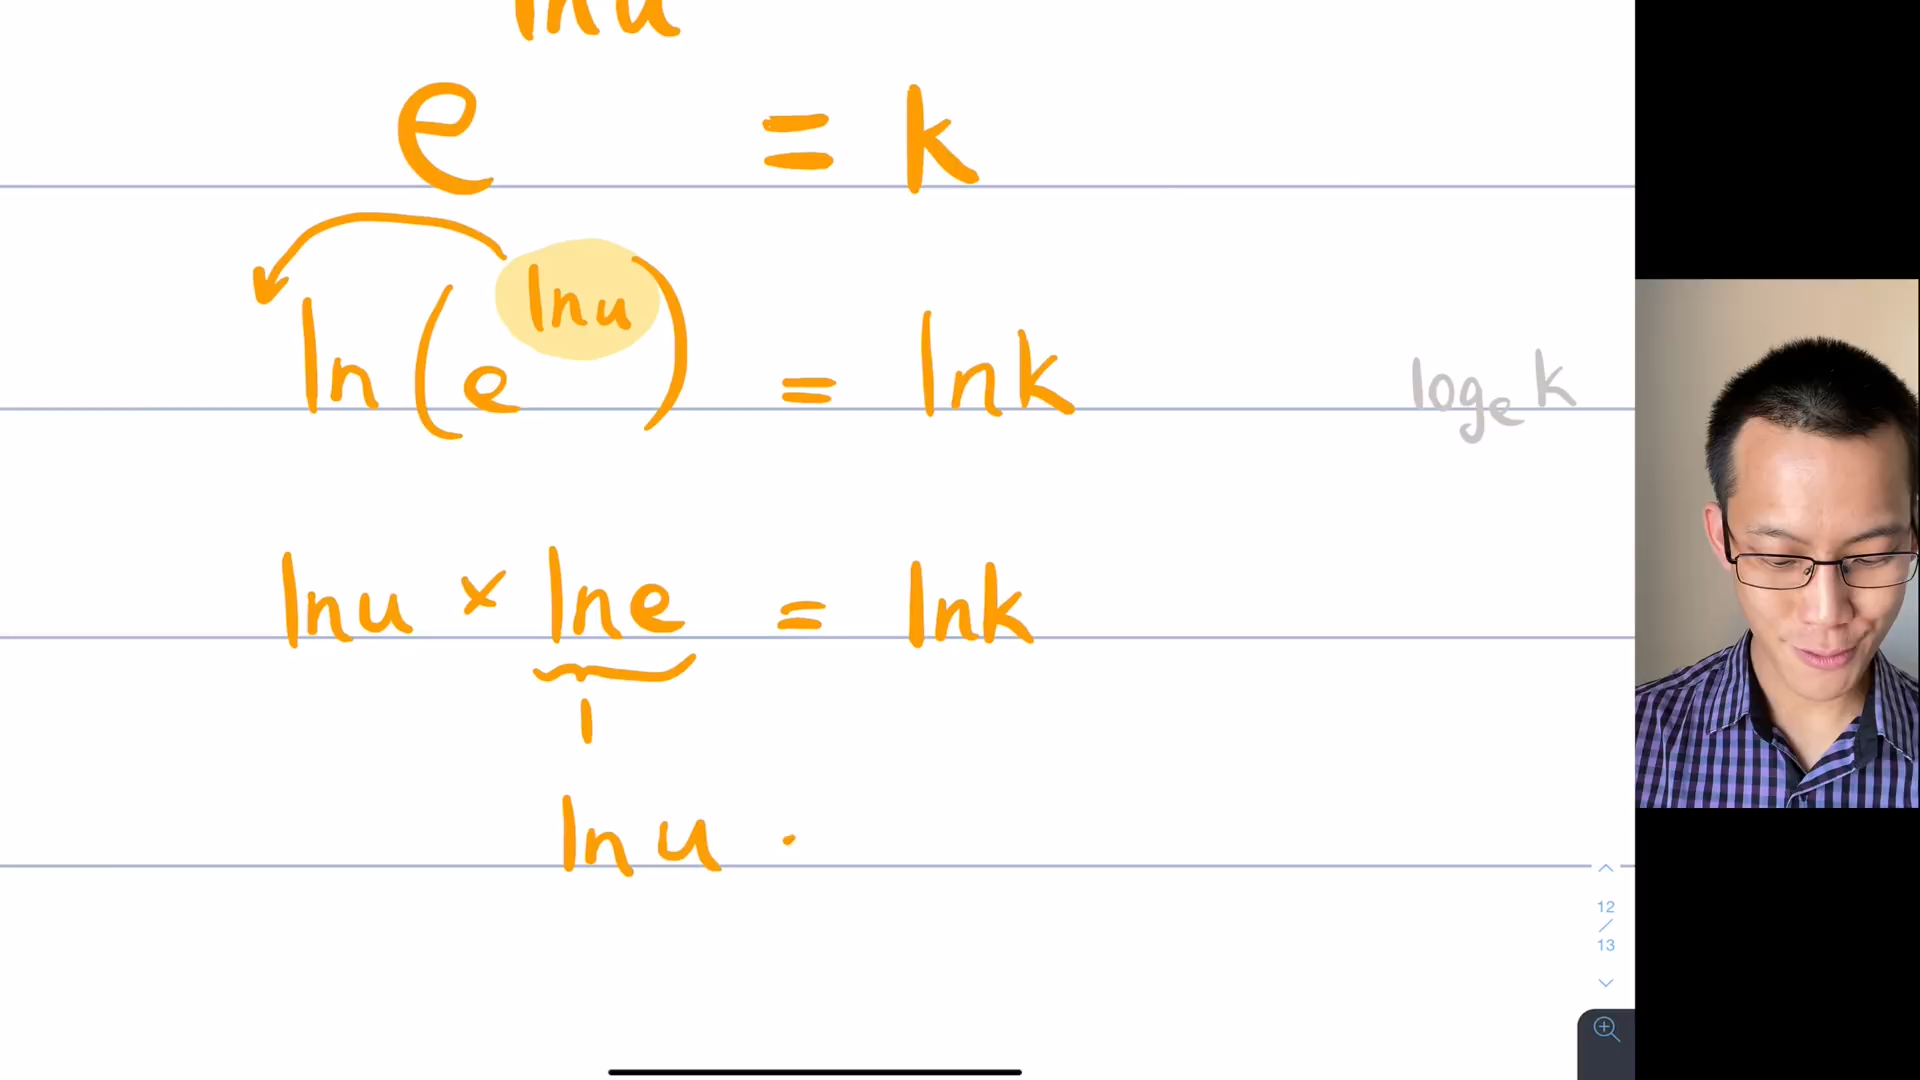 ln u
e = k
ln(e^ln u) = ln k
log_e k
ln u × ln e = ln k
1
ln u ·
12
/
13